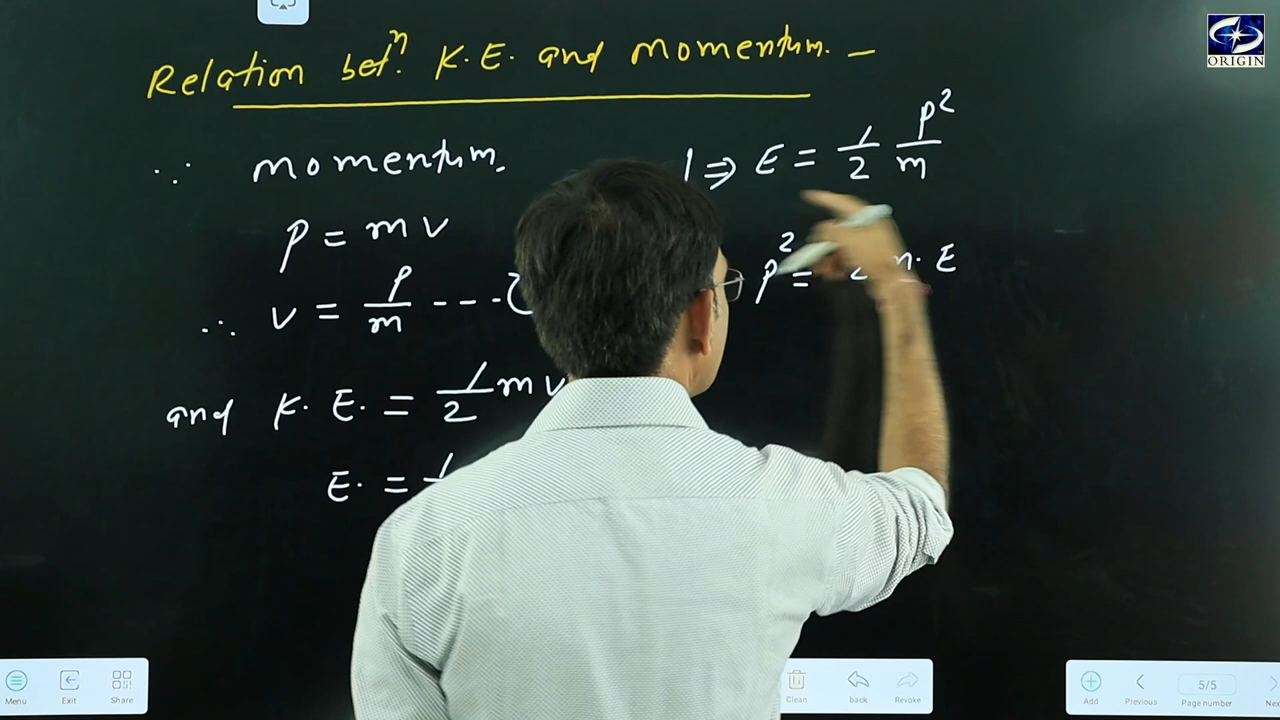 Relation betⁿ. K.E. and momentum. –
∵ momentum.
p = mv
∴ v = p/m ---
and K. E. = 1/2 mv
E. =
1 ⇒ E = 1/2 p²/m
p² = 2 m. E
ORIGIN
Menu Exit Share
Clean back Revoke
Add Previous 5/5 Page number